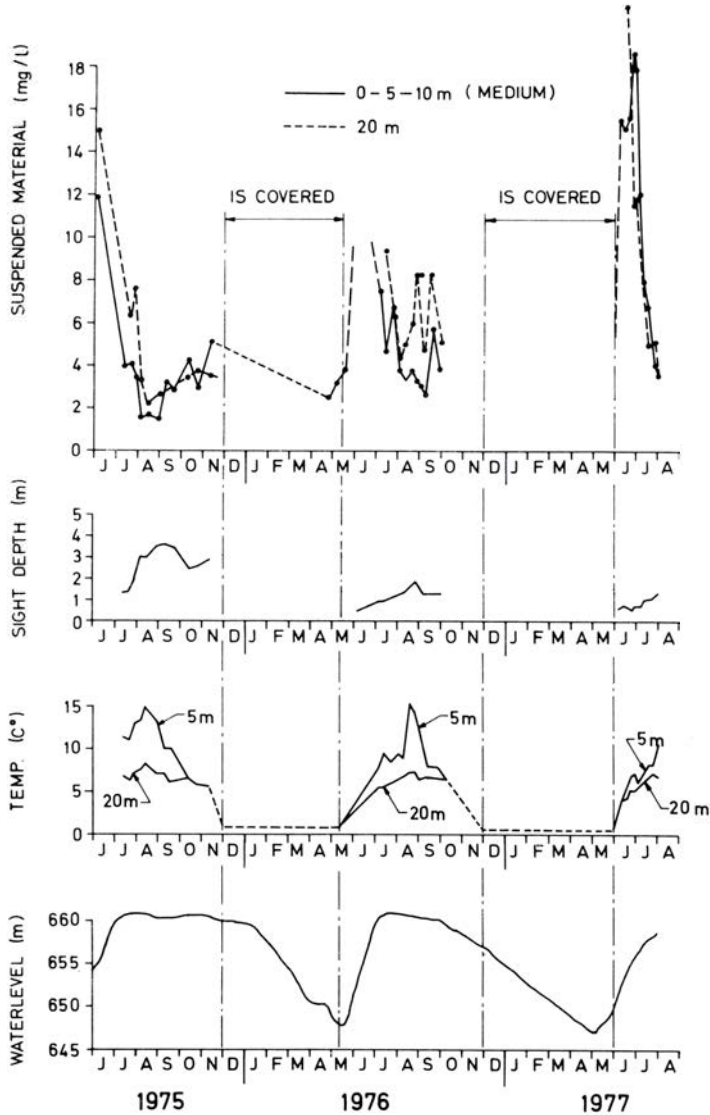 SUSPENDED MATERIAL (mg/l)
18
16
14
12
10
8
6
4
2
0
0-5-10 m (MEDIUM)
20 m
IS COVERED
IS COVERED
J J A S O N D J F M A M J J A S O N D J F M A M J J A
SIGHT DEPTH (m)
5
4
3
2
1
0
J J A S O N D J F M A M J J A S O N D J F M A M J J A
TEMP. (C°)
15
10
5
0
5m
20m
5m
20m
5m
20 m
J J A S O N D J F M A M J J A S O N D J F M A M J J A
WATERLEVEL (m)
660
655
650
645
J J A S O N D J F M A M J J A S O N D J F M A M J J A
1975 1976 1977